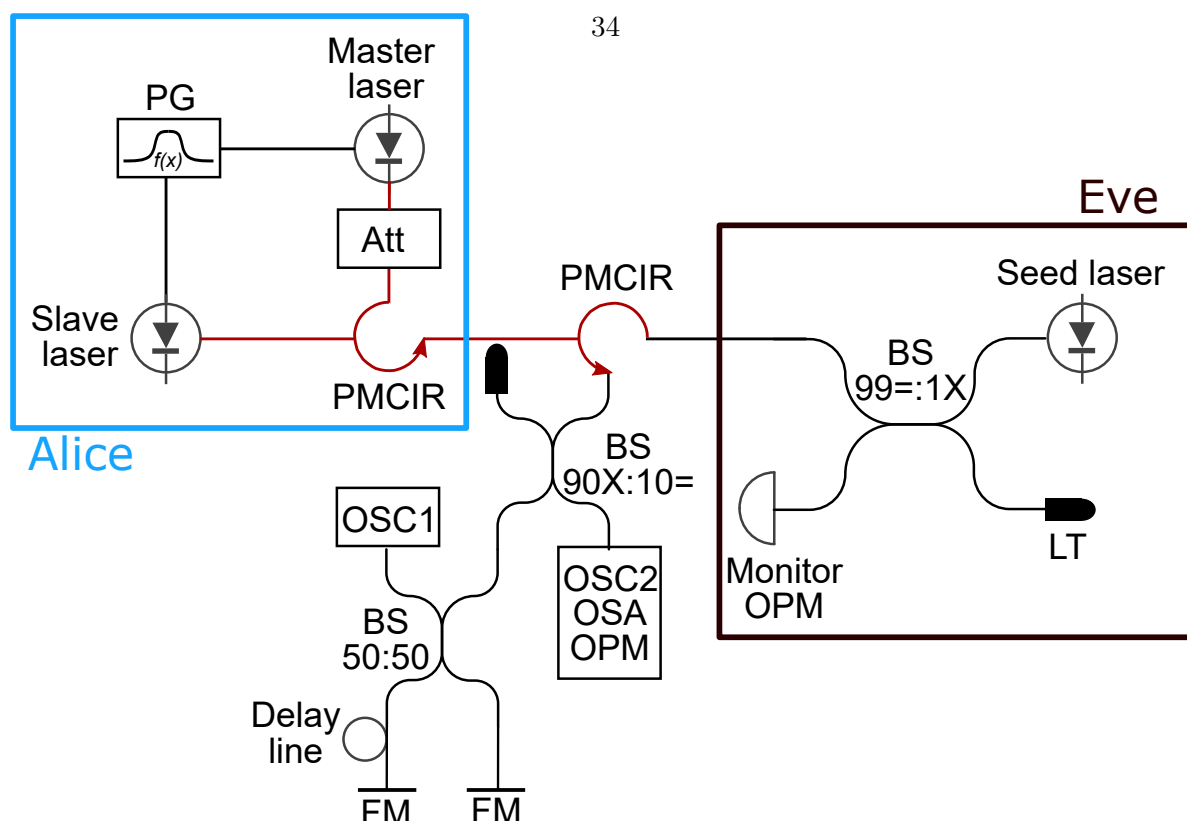 34
Master
laser
PG
f(x)
Att
Slave
laser
PMCIR
Alice
PMCIR
Eve
Seed laser
BS
99=:1X
Monitor
OPM
LT
BS
90X:10=
OSC1
OSC2
OSA
OPM
BS
50:50
Delay
line
FM
FM